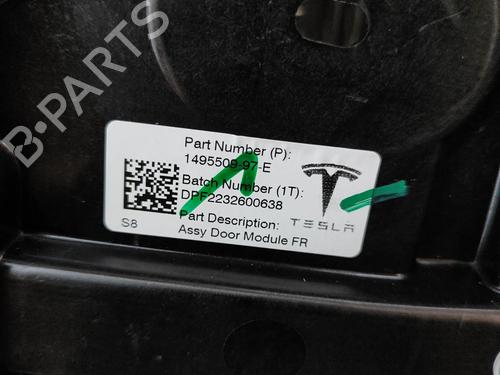 B-PARTS
Part Number (P):
1495509-97-E
Batch Number (1T):
DPF2232600638
Part Description:
Assy Door Module FR
S8
TESLA